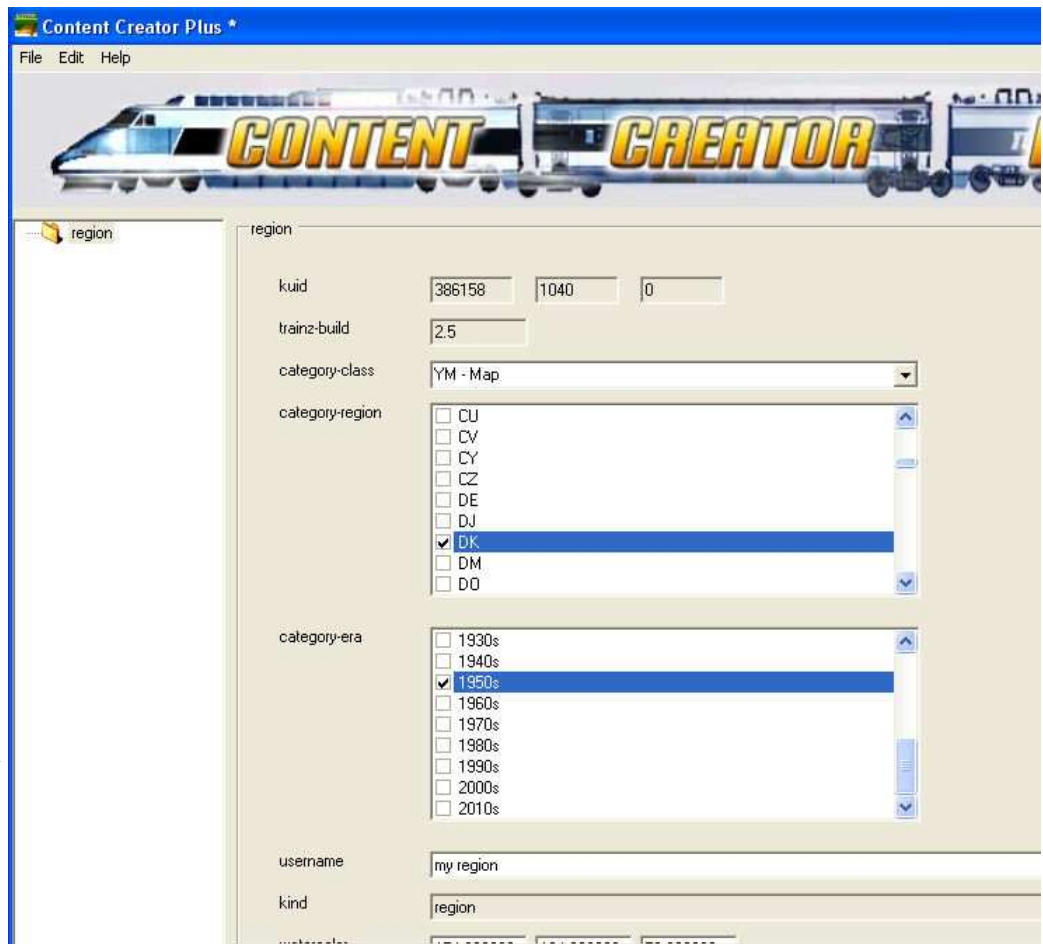 Content Creator Plus *
File Edit Help
CONTENT CREATOR
region
region
kuid 386158 1040 0
trainz-build 2.5
category-class YM - Map
category-region CU
CV
CY
CZ
DE
DJ
DK
DM
DO
category-era 1930s
1940s
1950s
1960s
1970s
1980s
1990s
2000s
2010s
username my region
kind region